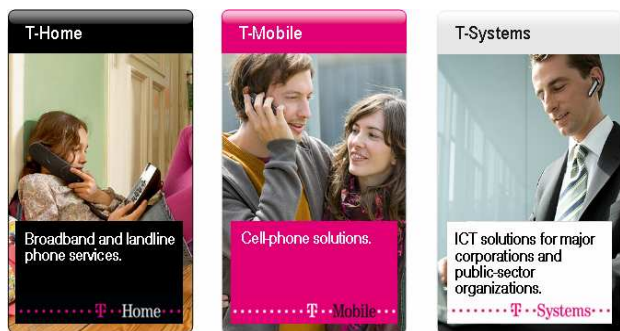 T-Home
Broadband and landline
phone services.
T Home
T-Mobile
Cell-phone solutions.
T Mobile
T-Systems
ICT solutions for major
corporations and
public-sector
organizations.
T Systems